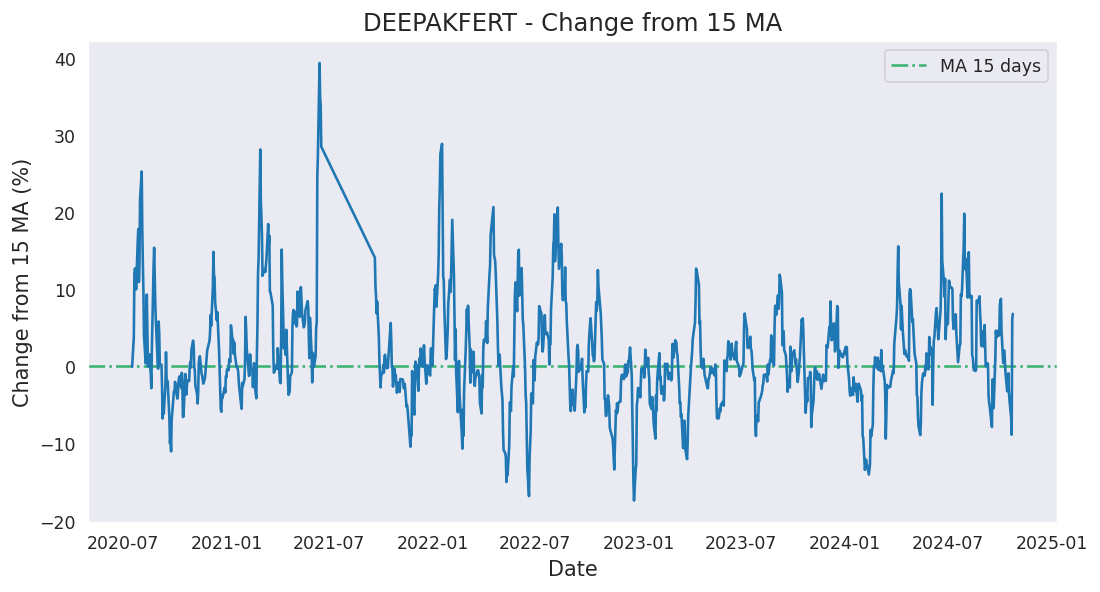 DEEPAKFERT - Change from 15 MA
MA 15 days
Change from 15 MA (%)
40
30
20
10
0
−10
−20
2020-07 2021-01 2021-07 2022-01 2022-07 2023-01 2023-07 2024-01 2024-07 2025-01
Date